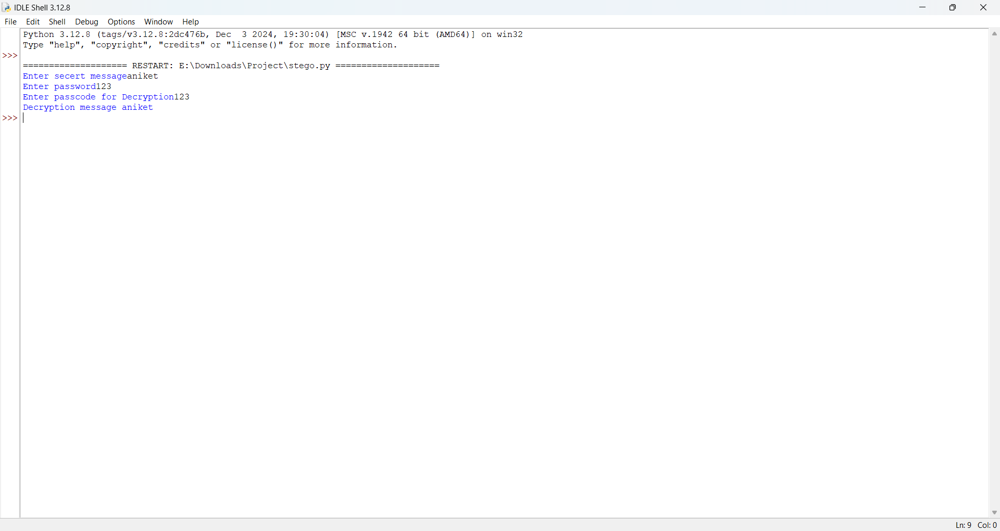 IDLE Shell 3.12.8
File Edit Shell Debug Options Window Help
Python 3.12.8 (tags/v3.12.8:2dc476b, Dec  3 2024, 19:30:04) [MSC v.1942 64 bit (AMD64)] on win32
Type "help", "copyright", "credits" or "license()" for more information.
>>>
==================== RESTART: E:\Downloads\Project\stego.py ====================
Enter secert messageaniket
Enter password123
Enter passcode for Decryption123
Decryption message aniket
>>>
Ln: 9 Col: 0